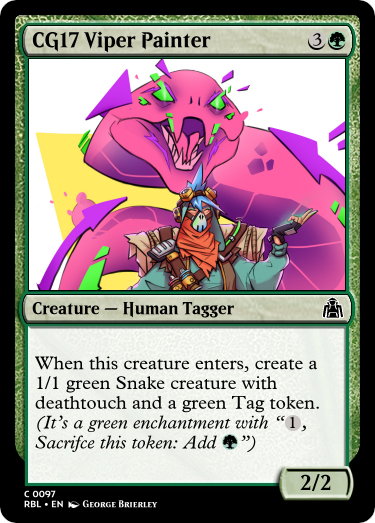 CG17 Viper Painter 3
Creature — Human Tagger
When this creature enters, create a
1/1 green Snake creature with
deathtouch and a green Tag token.
(It's a green enchantment with “1,
Sacrifce this token: Add ”)
2/2
C 0097
RBL • EN George Brierley